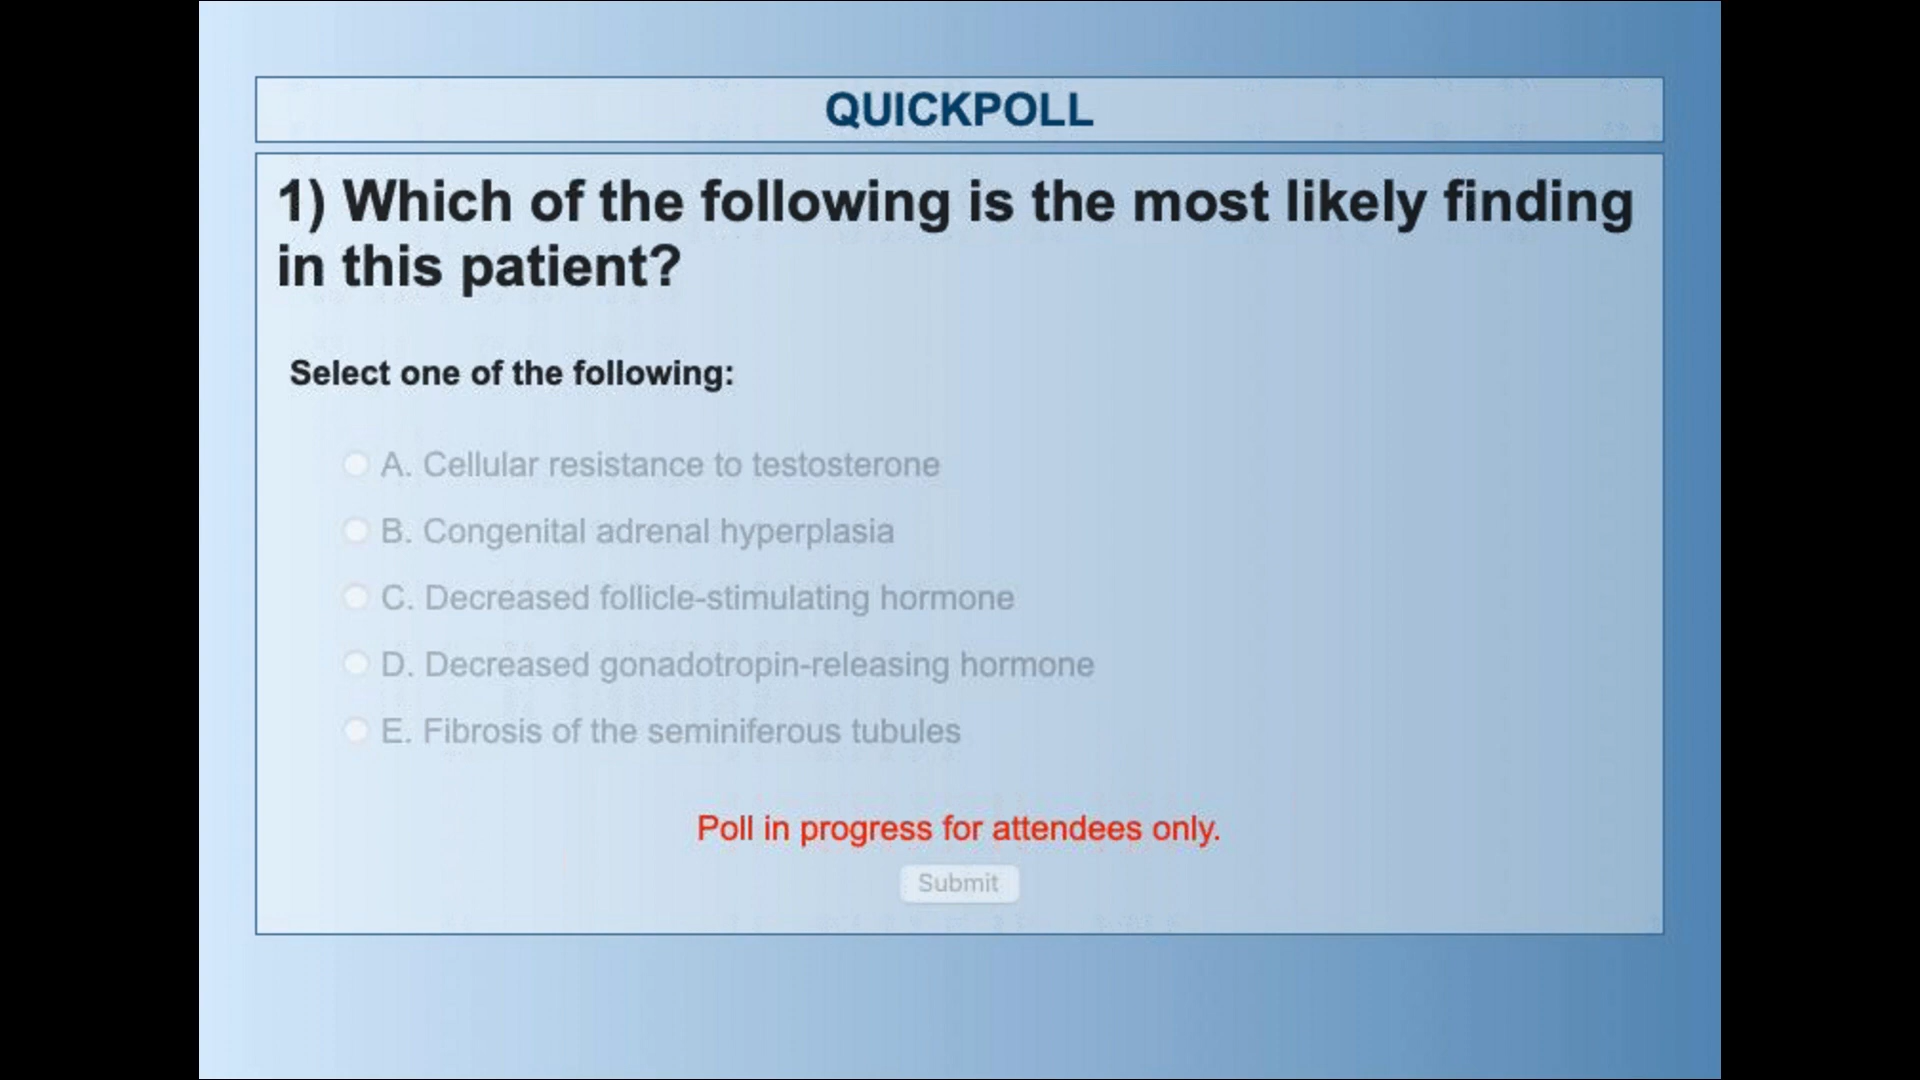 QUICKPOLL
1) Which of the following is the most likely finding
in this patient?
Select one of the following:
A. Cellular resistance to testosterone
B. Congenital adrenal hyperplasia
C. Decreased follicle-stimulating hormone
D. Decreased gonadotropin-releasing hormone
E. Fibrosis of the seminiferous tubules
Poll in progress for attendees only.
Submit